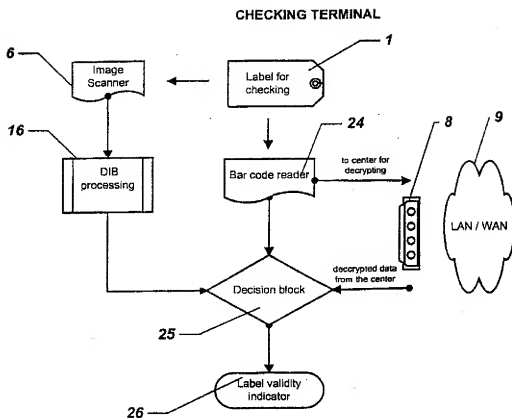 CHECKING TERMINAL
6
Image
Scanner
Label for
checking
1
16
DIB
processing
24
Bar code reader
to center for
decrypting
8
9
LAN / WAN
Decision block
25
deccrypted data
from the center
Label validity
indicator
26